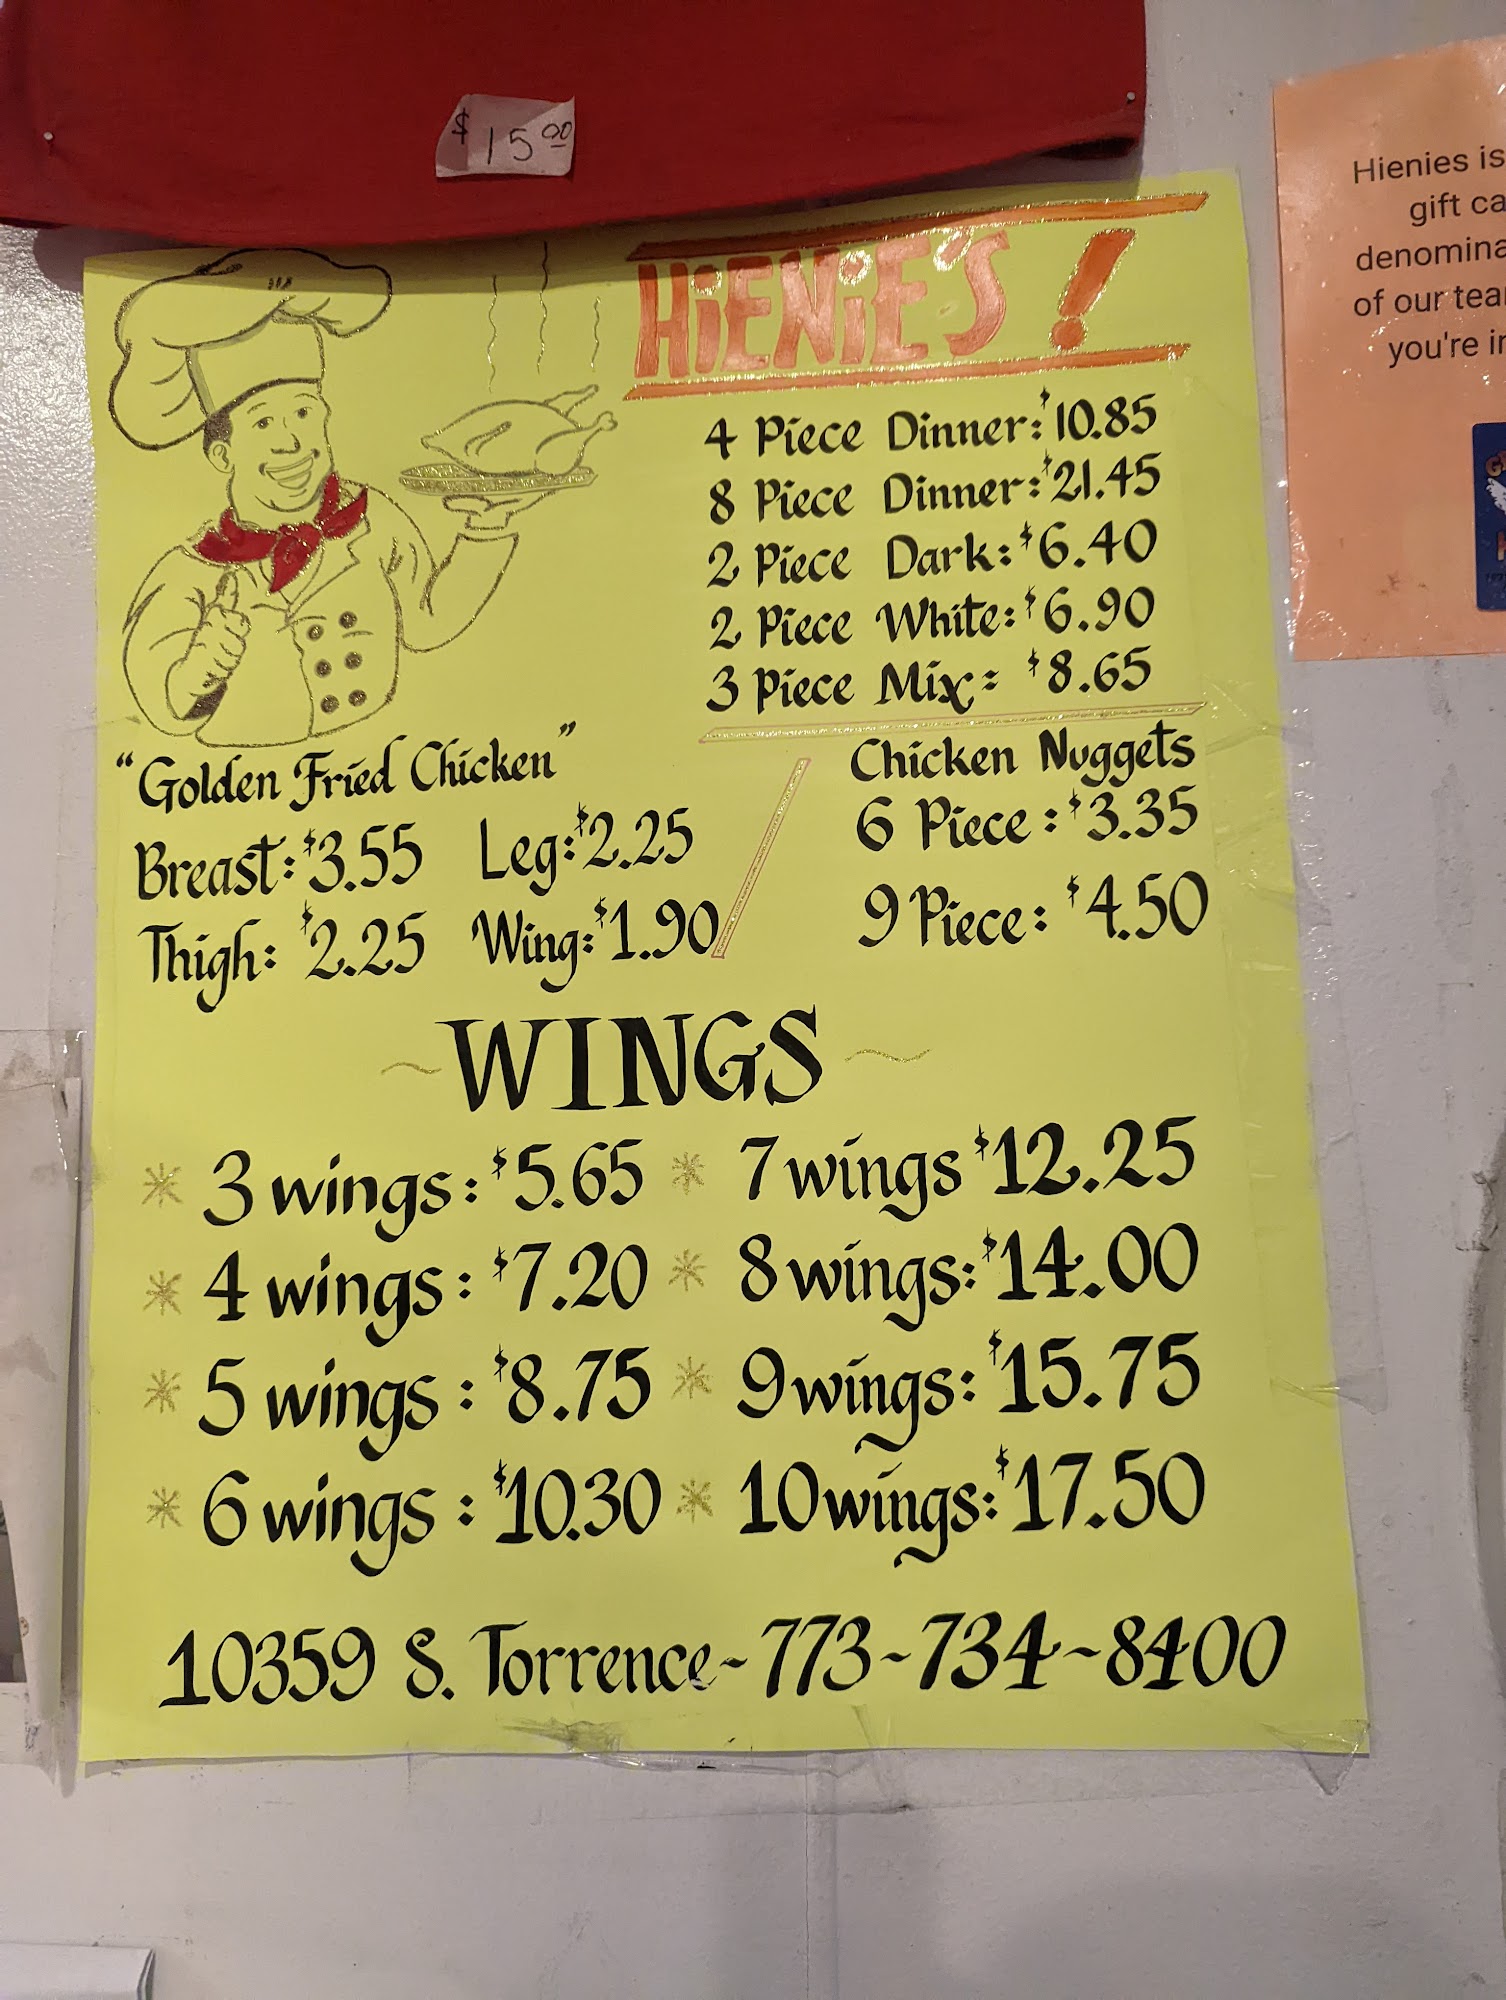 $15.00
HiENiE'S!
4 Piece Dinner: $10.85
8 Piece Dinner: $21.45
2 Piece Dark: $6.40
2 Piece White: $6.90
3 Piece Mix: $8.65
"Golden Fried Chicken"
Breast: $3.55 Leg: $2.25
Thigh: $2.25 Wing: $1.90
Chicken Nuggets
6 Piece: $3.35
9 Piece: $4.50
~WINGS~
* 3 wings: $5.65 * 7 wings $12.25
* 4 wings: $7.20 * 8 wings: $14.00
* 5 wings: $8.75 * 9 wings: $15.75
* 6 wings: $10.30 * 10 wings: $17.50
10359 S. Torrence~773~734~8400
Hienies is
gift
of our
you're